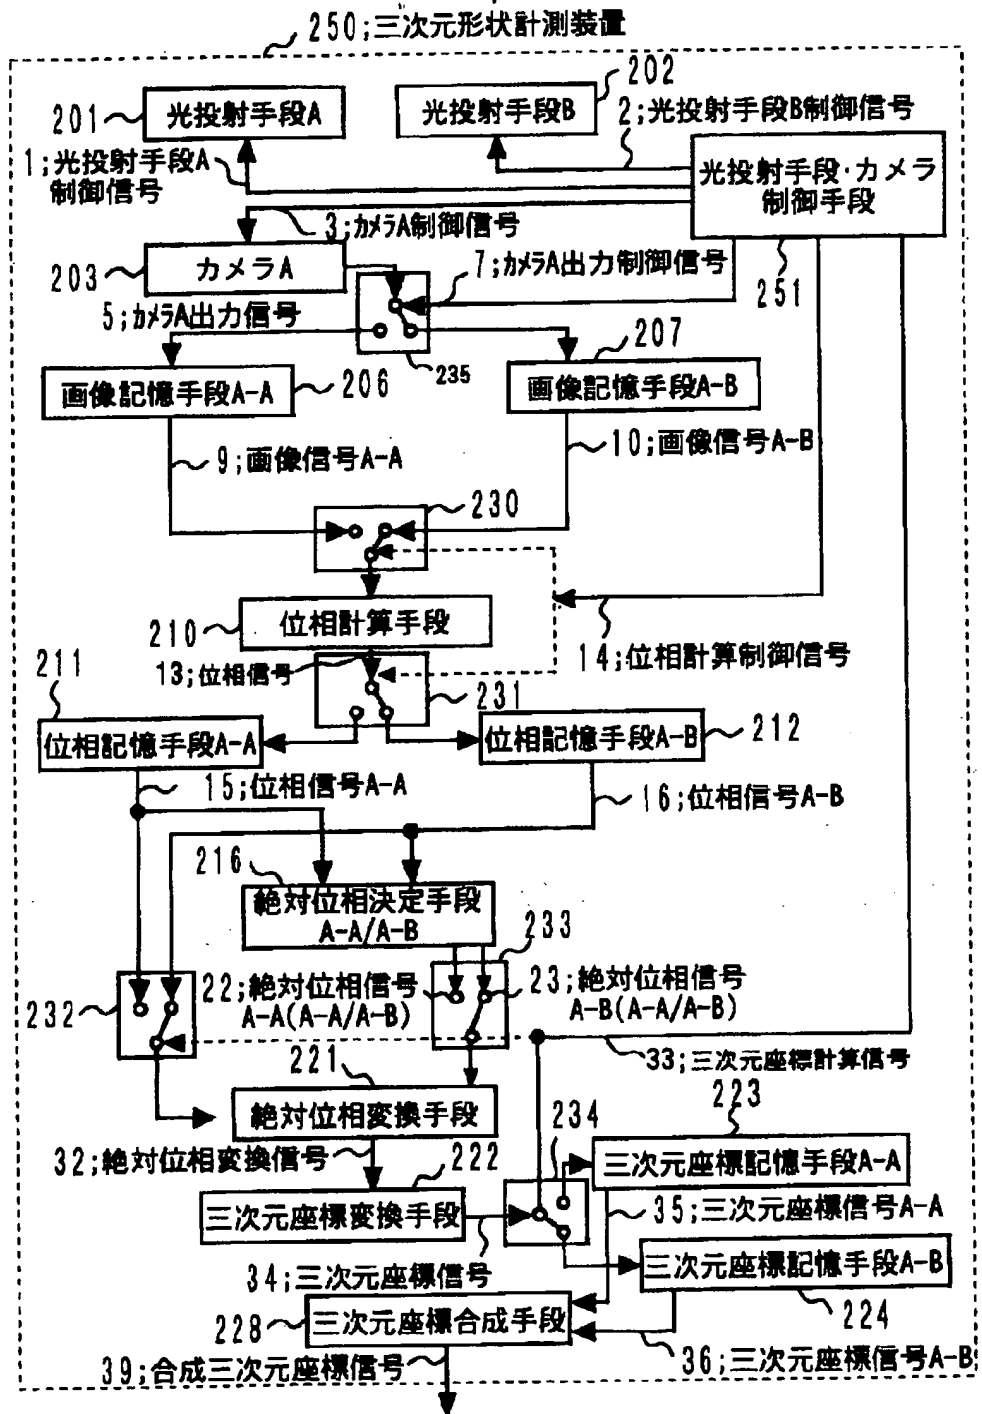 250;三次元形状計測装置
202
201
光投射手段A
光投射手段B
2;光投射手段B制御信号
1;光投射手段A
制御信号
光投射手段・カメラ
制御手段
3;カメラA制御信号
203
カメラA
7;カメラA出力制御信号
251
5;カメラA出力信号
207
235
画像記憶手段A-A
206
画像記憶手段A-B
9;画像信号A-A
10;画像信号A-B
230
210
位相計算手段
14;位相計算制御信号
13;位相信号
211
231
位相記憶手段A-A
位相記憶手段A-B
212
15;位相信号A-A
16;位相信号A-B
216
絶対位相決定手段
A-A/A-B
233
22;絶対位相信号
A-A(A-A/A-B)
23;絶対位相信号
A-B(A-A/A-B)
232
33;三次元座標計算信号
221
223
絶対位相変換手段
234
32;絶対位相変換信号
222
三次元座標記憶手段A-A
三次元座標変換手段
35;三次元座標信号A-A
34;三次元座標信号
三次元座標記憶手段A-B
228
三次元座標合成手段
224
39;合成三次元座標信号
36;三次元座標信号A-B